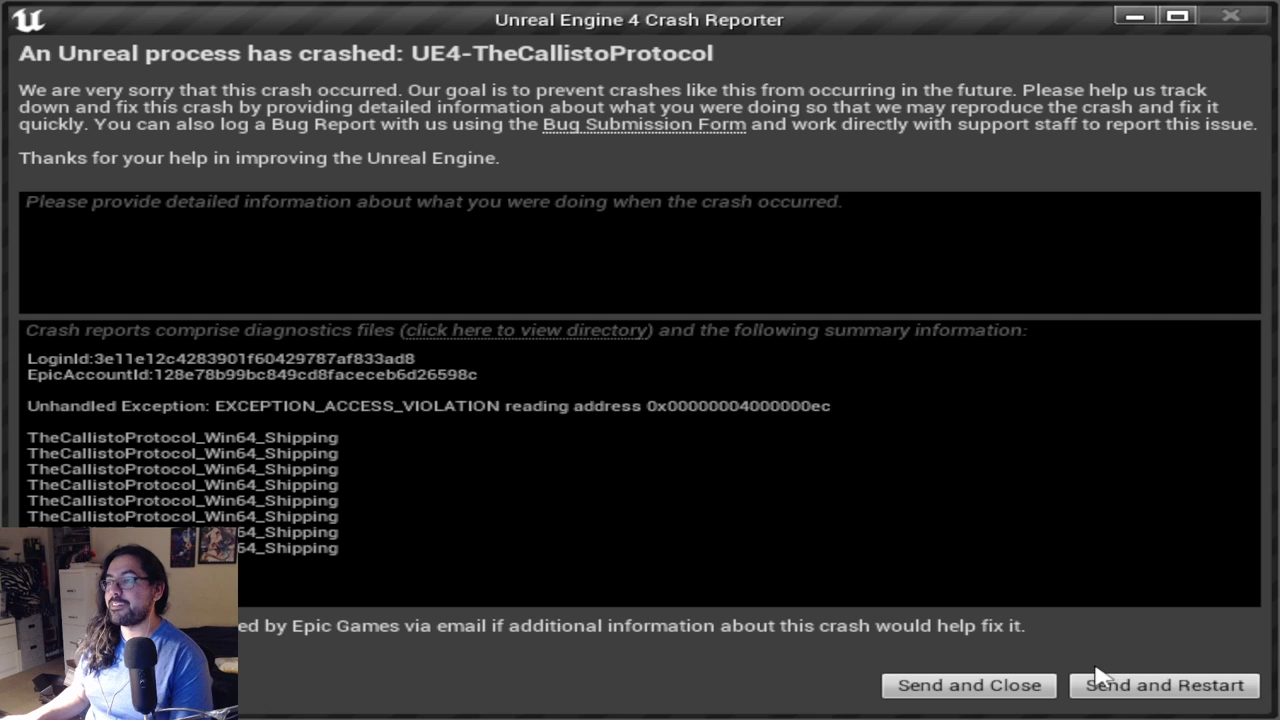 Unreal Engine 4 Crash Reporter
An Unreal process has crashed: UE4-TheCallistoProtocol
We are very sorry that this crash occurred. Our goal is to prevent crashes like this from occurring in the future. Please help us track
down and fix this crash by providing detailed information about what you were doing so that we may reproduce the crash and fix it
quickly. You can also log a Bug Report with us using the Bug Submission Form and work directly with support staff to report this issue.
Thanks for your help in improving the Unreal Engine.
Please provide detailed information about what you were doing when the crash occurred.
Crash reports comprise diagnostics files (click here to view directory) and the following summary information:
LoginId:3e11e12c4283901f60429787af833ad8
EpicAccountId:128e78b99bc849cd8faceceb6d26598c
Unhandled Exception: EXCEPTION_ACCESS_VIOLATION reading address 0x00000004000000ec
TheCallistoProtocol_Win64_Shipping
TheCallistoProtocol_Win64_Shipping
TheCallistoProtocol_Win64_Shipping
TheCallistoProtocol_Win64_Shipping
TheCallistoProtocol_Win64_Shipping
TheCallistoProtocol_Win64_Shipping
64_Shipping
64_Shipping
ed by Epic Games via email if additional information about this crash would help fix it.
Send and Close
Send and Restart